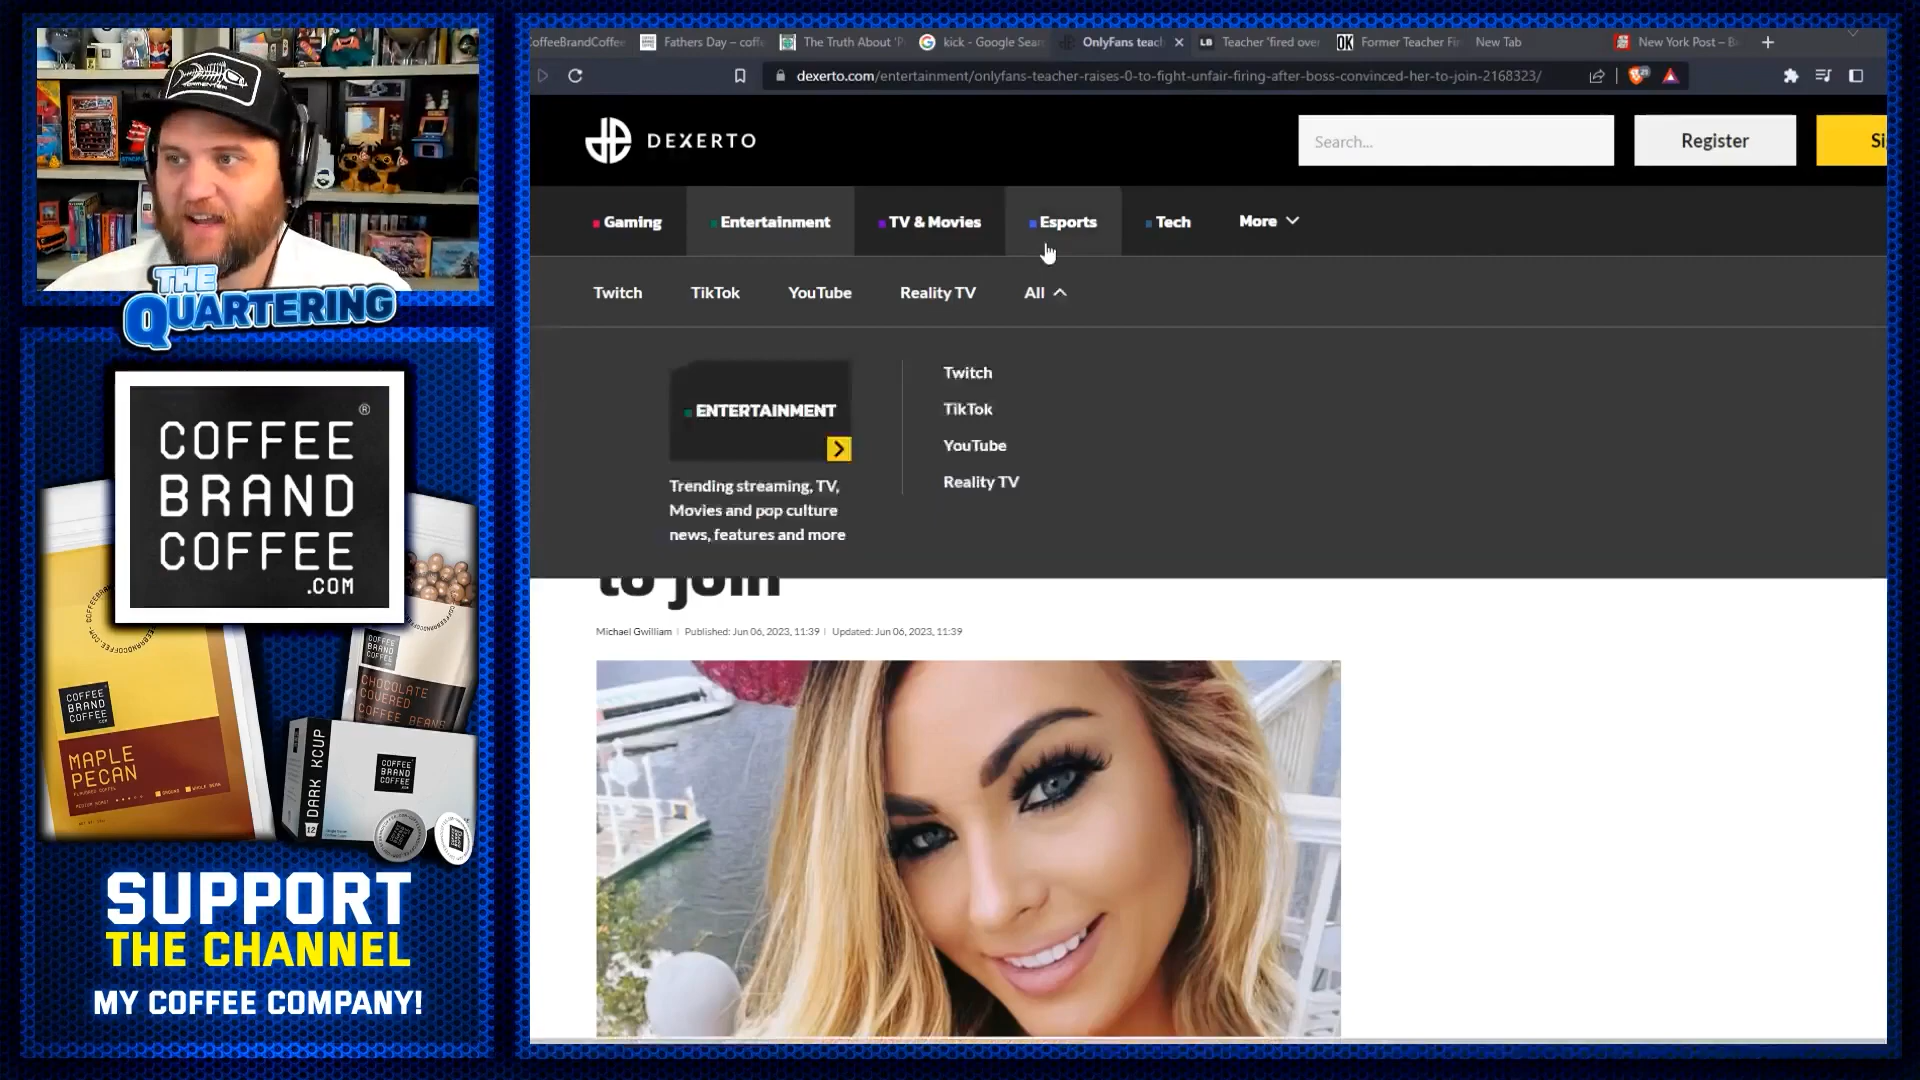 TORMENTER
THE
QUARTERING
COFFEE
BRAND
COFFEE
.COM
®
COFFEE
BRAND
COFFEE
MAPLE
PECAN
COFFEE
BRAND
COFFEE
CHOCOLATE
COVERED
COFFEE BEANS
DARK KCUP
12
COFFEE
BRAND
COFFEE
SUPPORT
THE CHANNEL
MY COFFEE COMPANY!
offeeBrandCoffee
Fathers Day – coff
The Truth About 'P
kick - Google Sear
OnlyFans teac
Teacher 'fired over
Former Teacher Fi
New Tab
New York Post – B
dexerto.com/entertainment/onlyfans-teacher-raises-0-to-fight-unfair-firing-after-boss-convinced-her-to-join-2168323/
DEXERTO
Search...
Register
Si
Gaming
Entertainment
TV & Movies
Esports
Tech
More
Twitch
TikTok
YouTube
Reality TV
All
ENTERTAINMENT
Trending streaming, TV,
Movies and pop culture
news, features and more
Twitch
TikTok
YouTube
Reality TV
to join
Michael Gwilliam | Published: Jun 06, 2023, 11:39 | Updated: Jun 06, 2023, 11:39